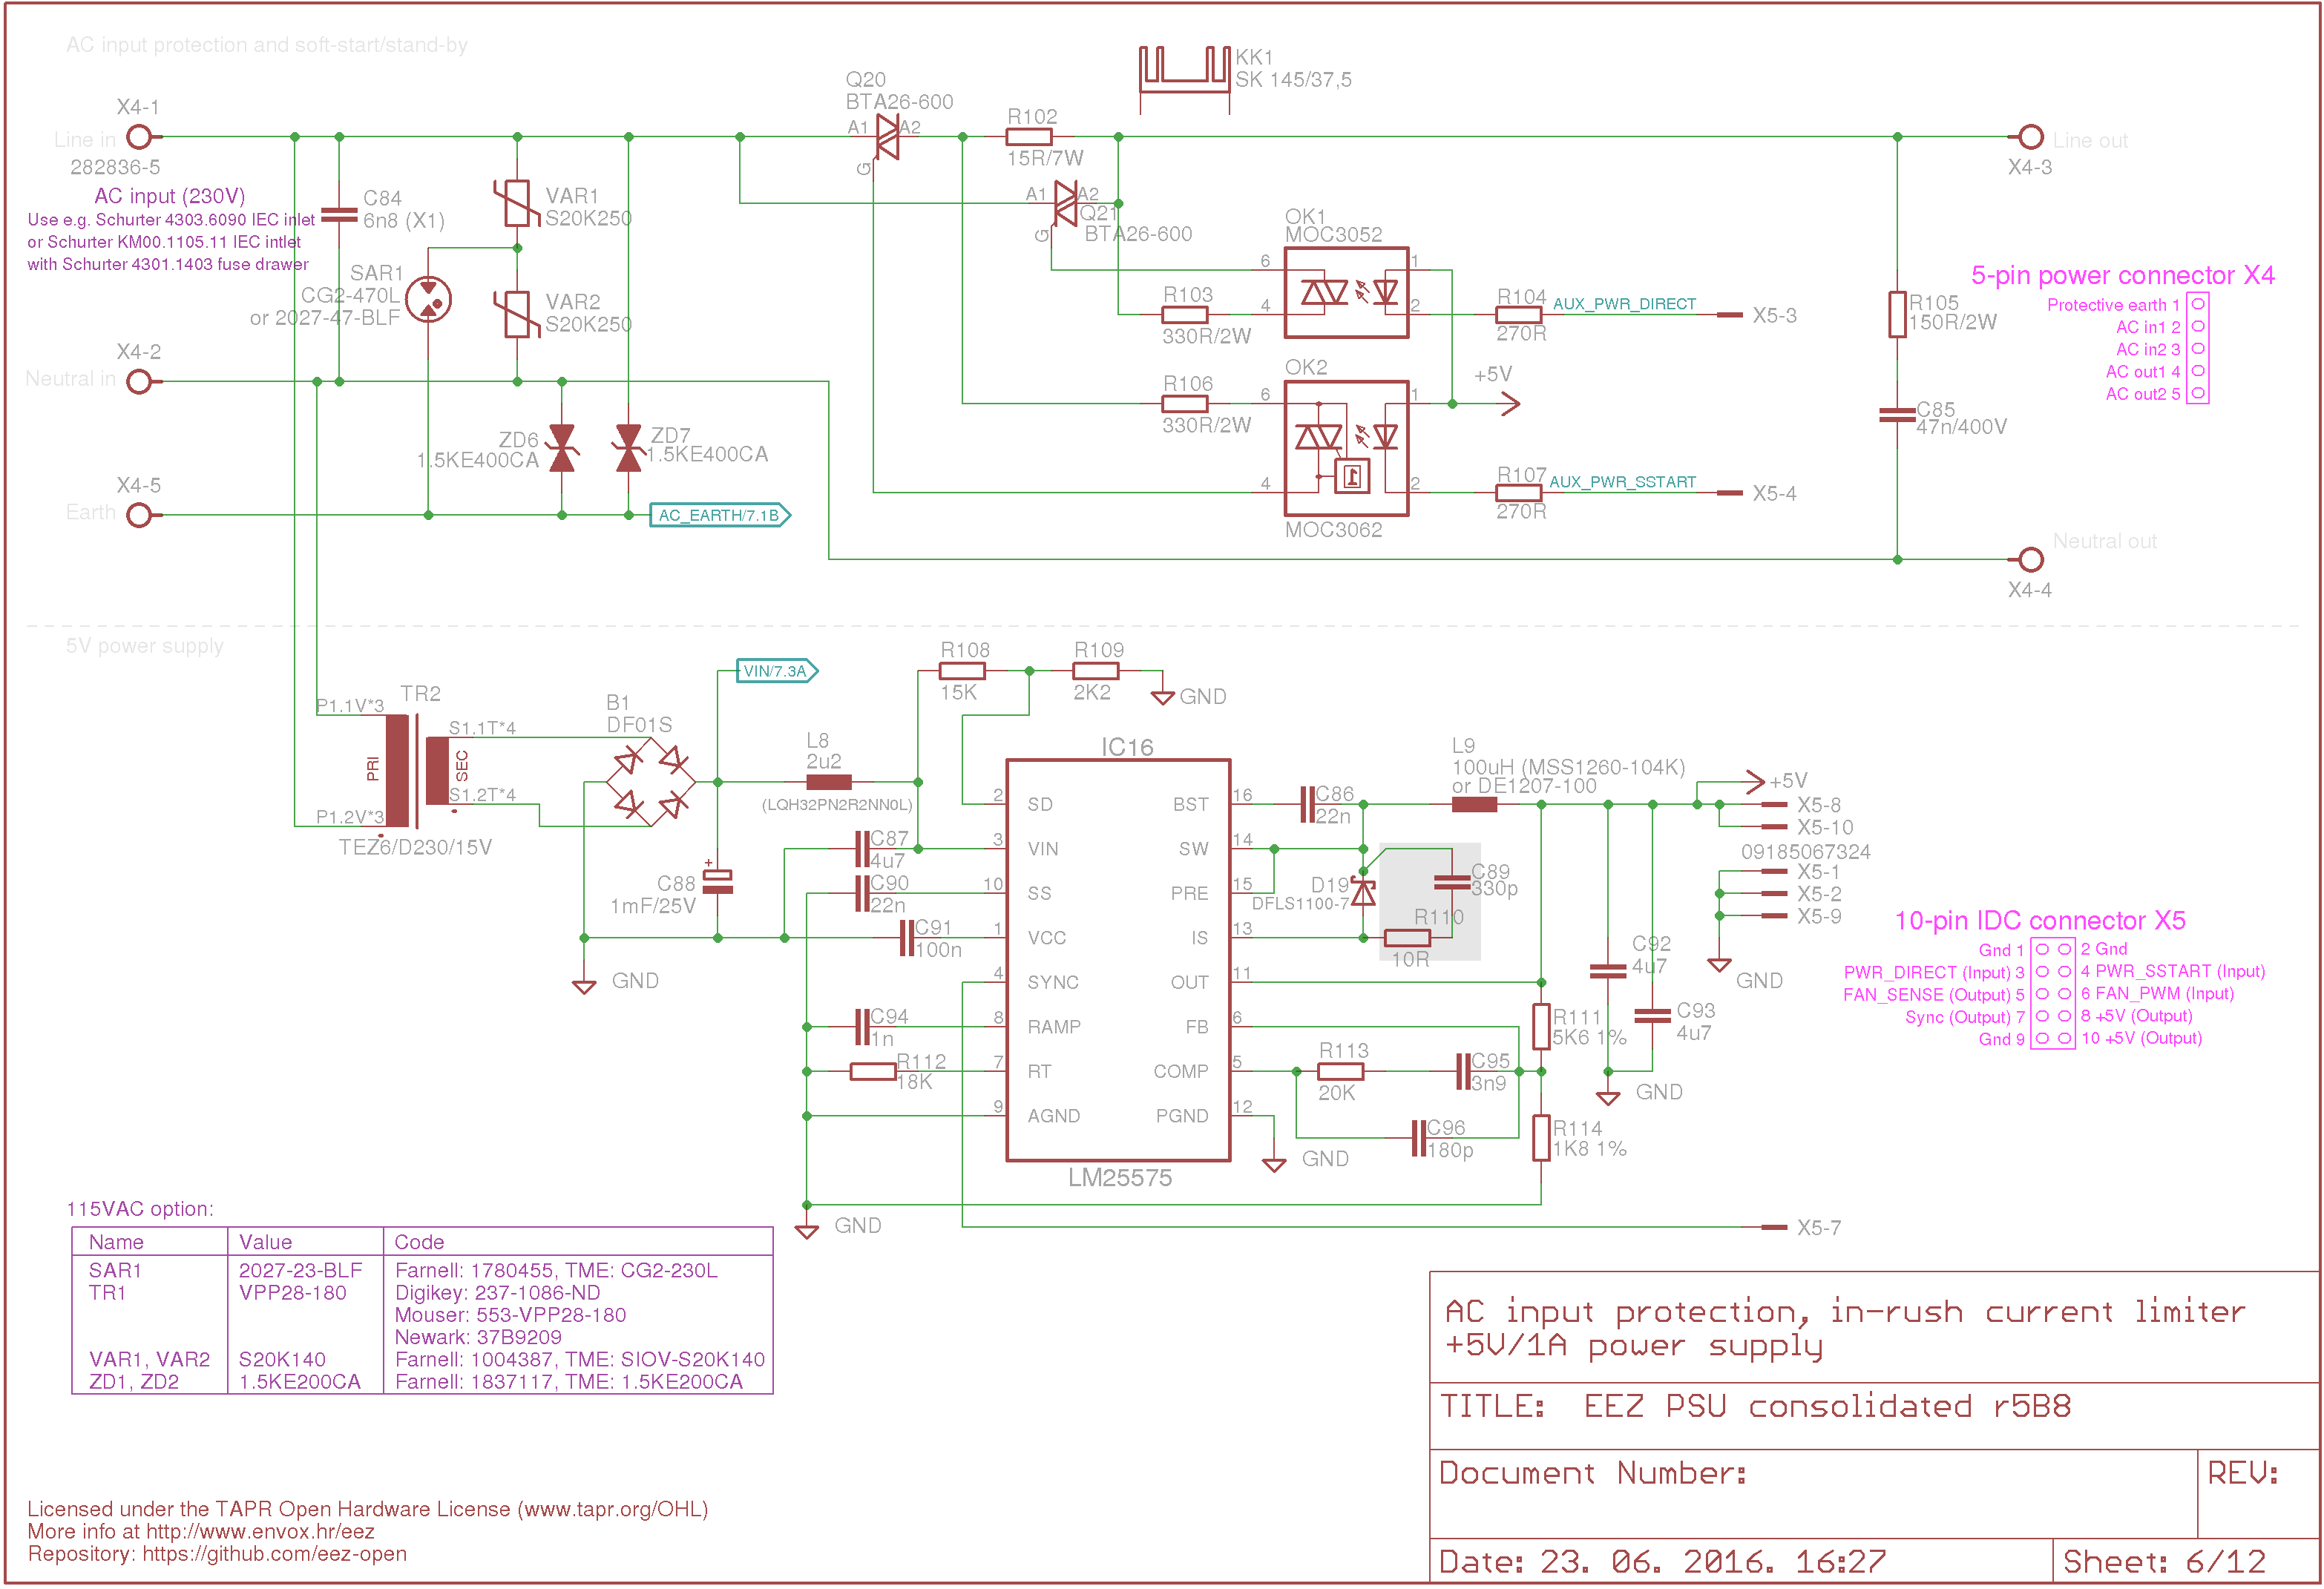 AC input protection and soft-start/stand-by
KK1
SK 145/37,5
Q20
BTA26-600
A1
A2
G
X4-1
Line in
282836-5
R102
15R/7W
Line out
X4-3
AC input (230V)
Use e.g. Schurter 4303.6090 IEC inlet
or Schurter KM00.1105.11 IEC intlet
with Schurter 4301.1403 fuse drawer
C84
6n8 (X1)
VAR1
S20K250
A1
A2
G
Q21
BTA26-600
OK1
MOC3052
6
1
4
2
SAR1
CG2-470L
or 2027-47-BLF
VAR2
S20K250
R103
330R/2W
R104
270R
AUX_PWR_DIRECT
X5-3
R105
150R/2W
5-pin power connector X4
Protective earth 1
AC in1 2
AC in2 3
AC out1 4
AC out2 5
X4-2
Neutral in
OK2
R106
330R/2W
6
1
4
2
1
MOC3062
+5V
C85
47n/400V
ZD6
1.5KE400CA
ZD7
1.5KE400CA
R107
270R
AUX_PWR_SSTART
X5-4
X4-5
Earth
AC_EARTH/7.1B
Neutral out
X4-4
5V power supply
VIN/7.3A
R108
15K
R109
2K2
GND
TR2
P1.1V*3
P1.2V*3
PRI
SEC
S1.1T*4
S1.2T*4
TEZ6/D230/15V
B1
DF01S
L8
2u2
(LQH32PN2R2NN0L)
IC16
LM25575
2 SD
3 VIN
10 SS
1 VCC
4 SYNC
8 RAMP
7 RT
9 AGND
BST 16
SW 14
PRE 15
IS 13
OUT 11
FB 6
COMP 5
PGND 12
C86
22n
L9
100uH (MSS1260-104K)
or DE1207-100
+5V
X5-8
X5-10
09185067324
X5-1
X5-2
X5-9
GND
C87
4u7
C88
+
1mF/25V
C90
22n
C91
100n
GND
D19
DFLS1100-7
C89
330p
R110
10R
C92
4u7
C93
4u7
GND
10-pin IDC connector X5
Gnd 1
2 Gnd
PWR_DIRECT (Input) 3
4 PWR_SSTART (Input)
FAN_SENSE (Output) 5
6 FAN_PWM (Input)
Sync (Output) 7
8 +5V (Output)
Gnd 9
10 +5V (Output)
C94
1n
R112
18K
R111
5K6 1%
R113
20K
C95
3n9
C96
180p
R114
1K8 1%
GND
GND
X5-7
115VAC option:
Name Value Code
SAR1 2027-23-BLF Farnell: 1780455, TME: CG2-230L
TR1 VPP28-180 Digikey: 237-1086-ND
Mouser: 553-VPP28-180
Newark: 37B9209
VAR1, VAR2 S20K140 Farnell: 1004387, TME: SIOV-S20K140
ZD1, ZD2 1.5KE200CA Farnell: 1837117, TME: 1.5KE200CA
AC input protection, in-rush current limiter
+5V/1A power supply
TITLE: EEZ PSU consolidated r5B8
Document Number:
REV:
Date: 23. 06. 2016. 16:27
Sheet: 6/12
Licensed under the TAPR Open Hardware License (www.tapr.org/OHL)
More info at http://www.envox.hr/eez
Repository: https://github.com/eez-open